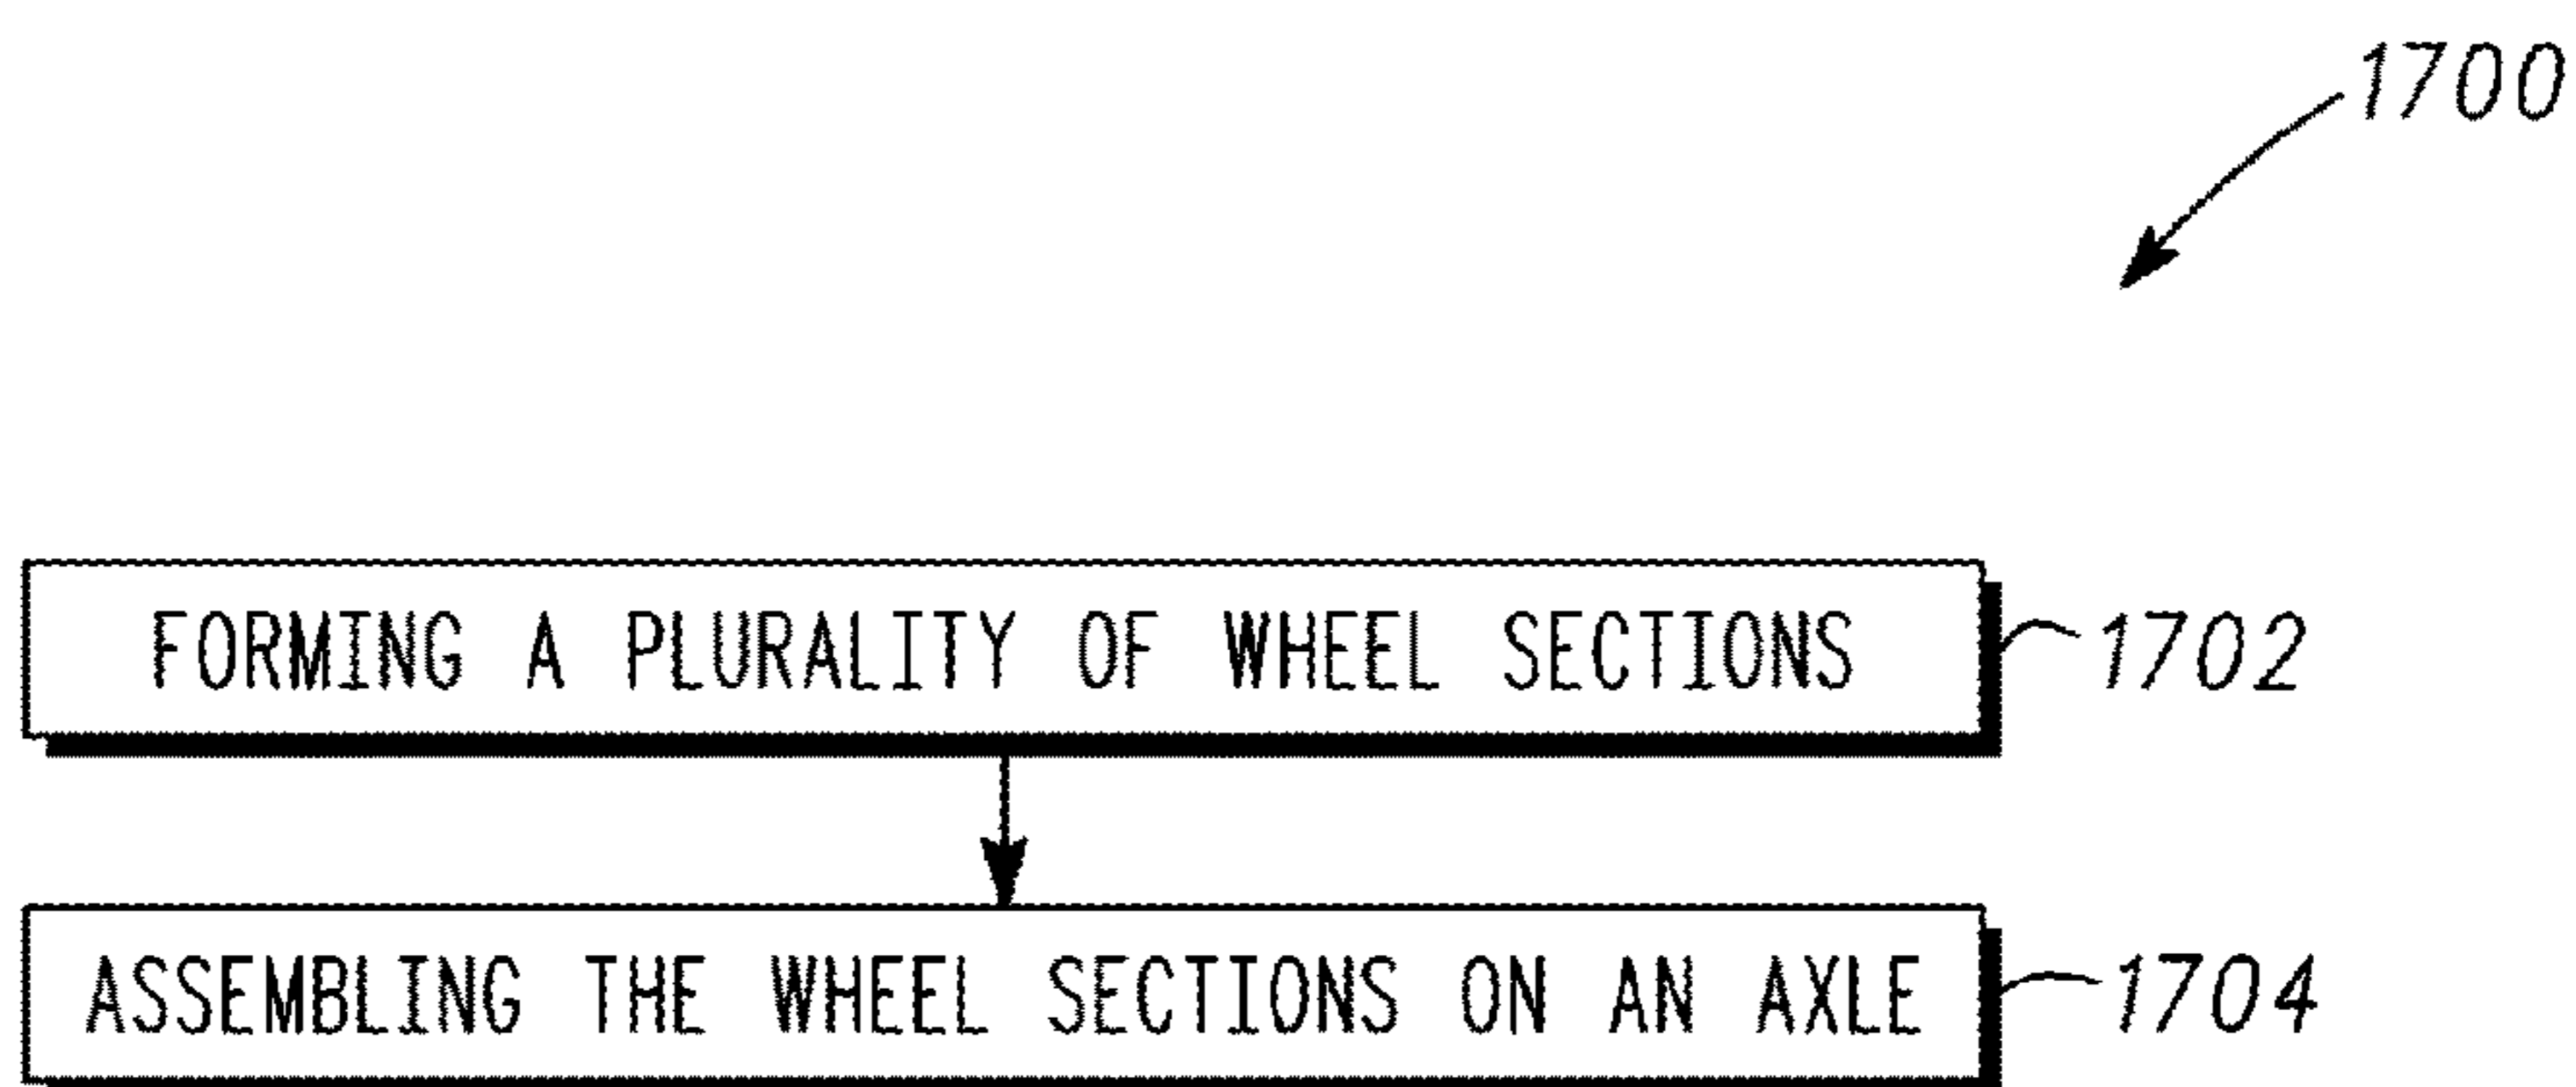 1700
FORMING A PLURALITY OF WHEEL SECTIONS 1702
ASSEMBLING THE WHEEL SECTIONS ON AN AXLE 1704